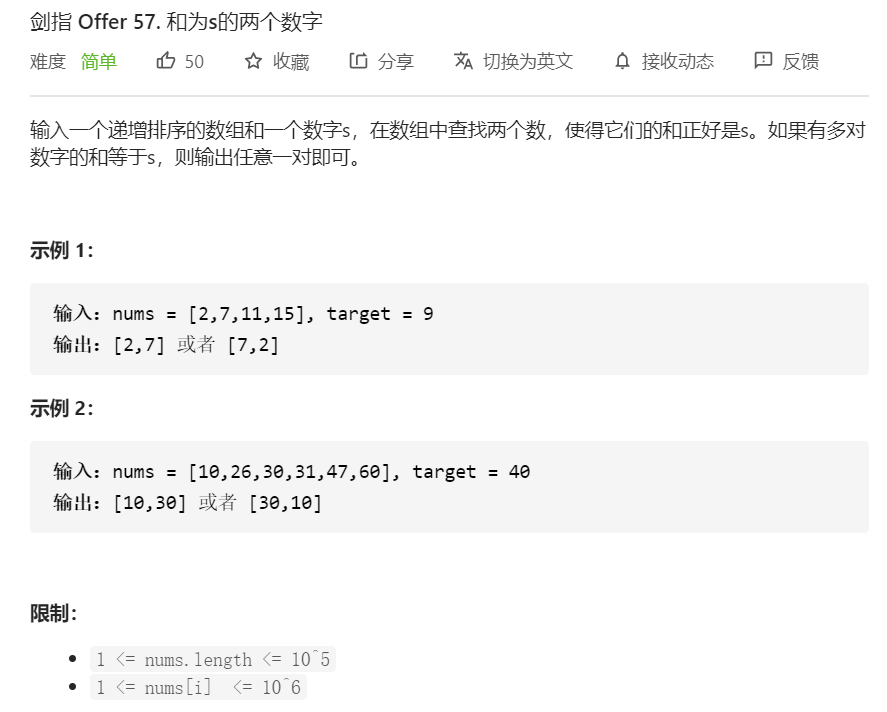 剑指 Offer 57. 和为s的两个数字
难度 简单 50 收藏 分享 切换为英文 接收动态 反馈
输入一个递增排序的数组和一个数字s，在数组中查找两个数，使得它们的和正好是s。如果有多对
数字的和等于s，则输出任意一对即可。
示例 1：
输入：nums = [2,7,11,15], target = 9
输出：[2,7] 或者 [7,2]
示例 2：
输入：nums = [10,26,30,31,47,60], target = 40
输出：[10,30] 或者 [30,10]
限制：
1 <= nums.length <= 10^5
1 <= nums[i] <= 10^6